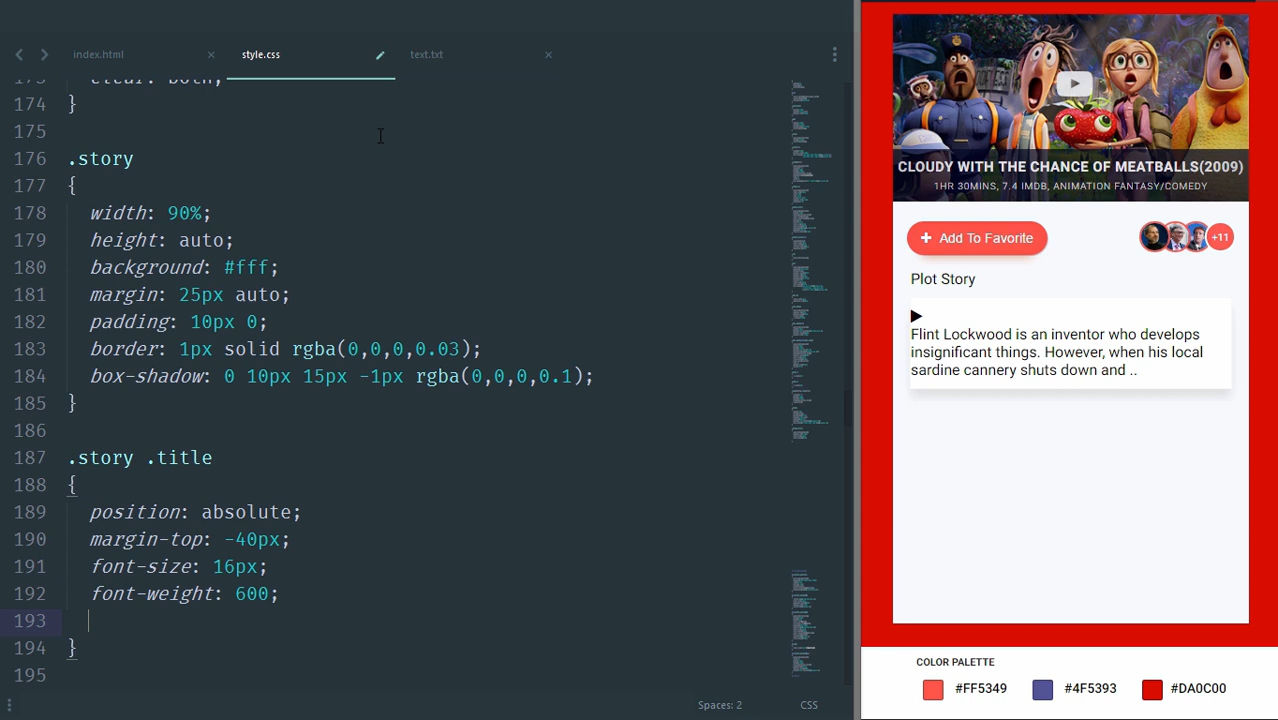 index.html
style.css
text.txt
173
clear: both;
174 }
175
176 .story
177 {
178 width: 90%;
179 height: auto;
180 background: #fff;
181 margin: 25px auto;
182 padding: 10px 0;
183 border: 1px solid rgba(0,0,0,0.03);
184 box-shadow: 0 10px 15px -1px rgba(0,0,0,0.1);
185 }
186
187 .story .title
188 {
189 position: absolute;
190 margin-top: -40px;
191 font-size: 16px;
192 font-weight: 600;
193
194 }
195
Spaces: 2
CSS
CLOUDY WITH THE CHANCE OF MEATBALLS(2009)
1HR 30MINS, 7.4 IMDB, ANIMATION FANTASY/COMEDY
+ Add To Favorite
+11
Plot Story
Flint Lockwood is an inventor who develops
insignificant things. However, when his local
sardine cannery shuts down and ..
COLOR PALETTE
#FF5349
#4F5393
#DA0C00